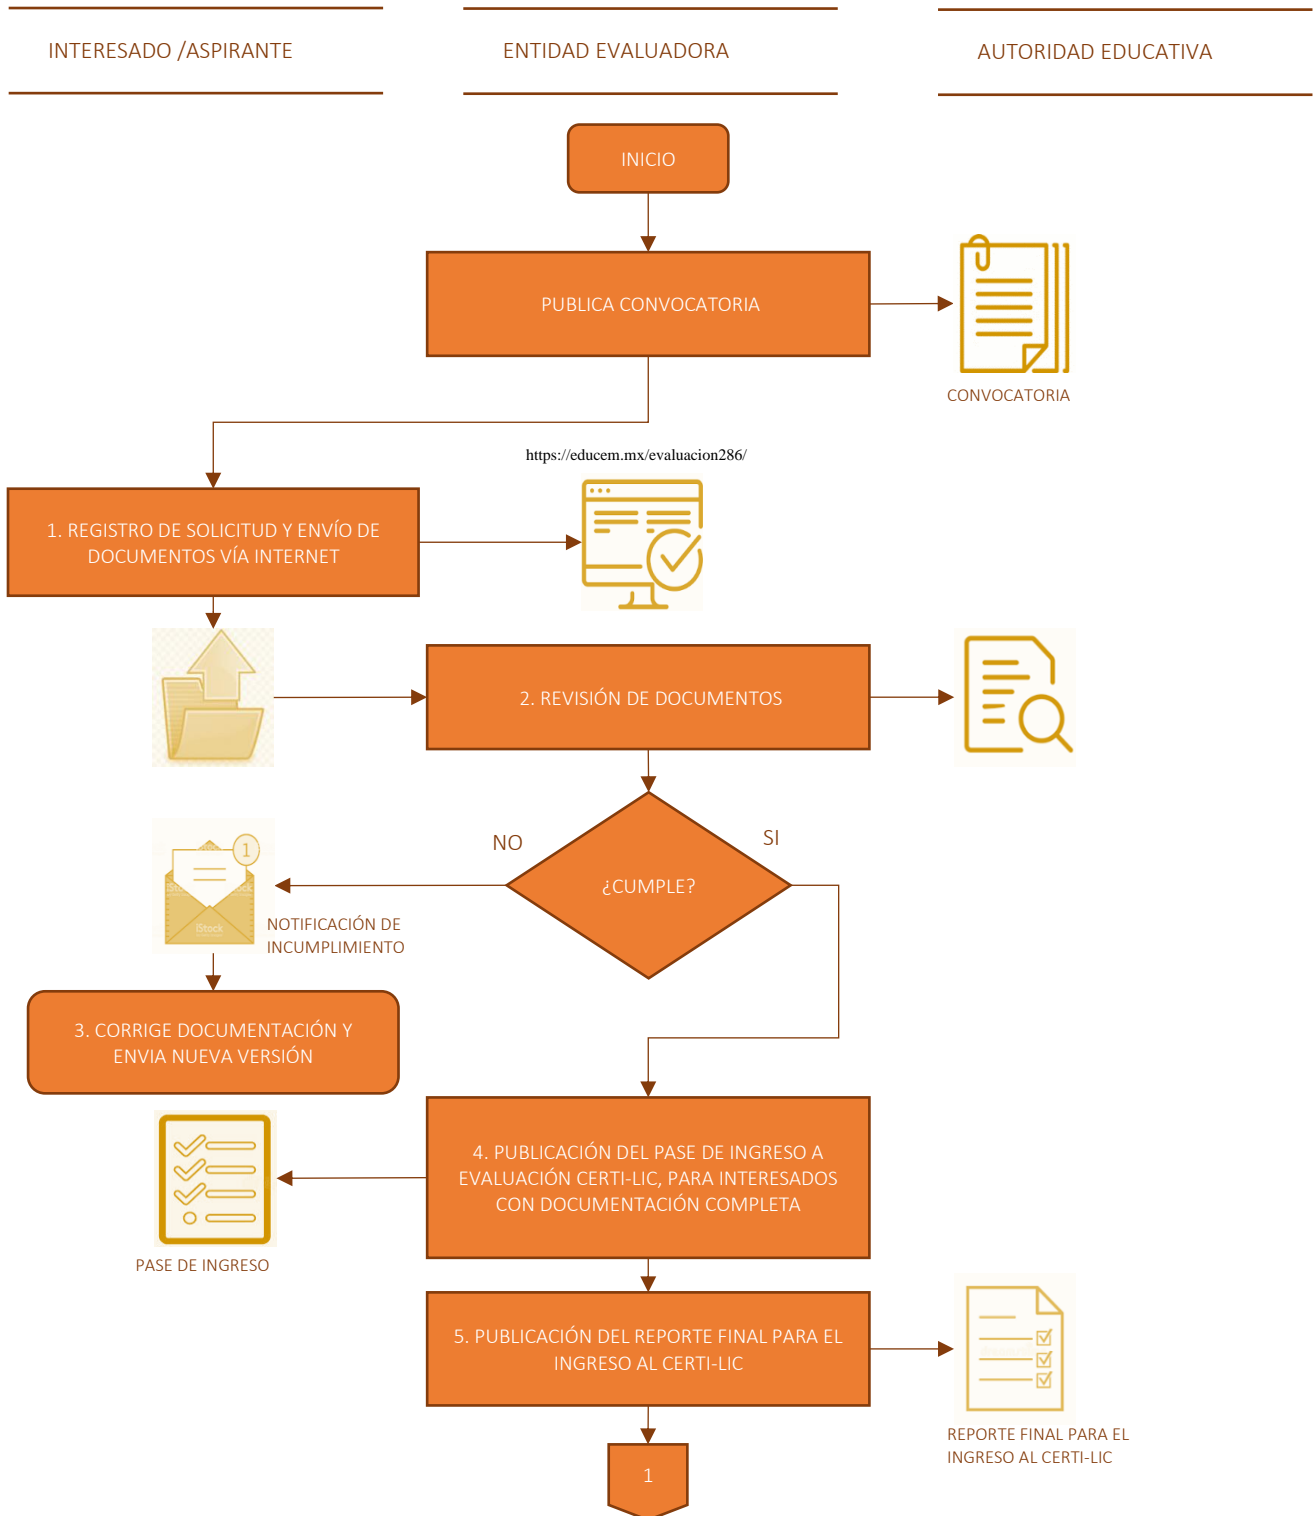 INTERESADO /ASPIRANTE
ENTIDAD EVALUADORA
AUTORIDAD EDUCATIVA
INICIO
PUBLICA CONVOCATORIA
CONVOCATORIA
https://educem.mx/evaluacion286/
1. REGISTRO DE SOLICITUD Y ENVÍO DE
DOCUMENTOS VÍA INTERNET
2. REVISIÓN DE DOCUMENTOS
NO
SI
¿CUMPLE?
1
iStock
NOTIFICACIÓN DE
INCUMPLIMIENTO
3. CORRIGE DOCUMENTACIÓN Y
ENVIA NUEVA VERSIÓN
4. PUBLICACIÓN DEL PASE DE INGRESO A
EVALUACIÓN CERTI-LIC, PARA INTERESADOS
CON DOCUMENTACIÓN COMPLETA
PASE DE INGRESO
5. PUBLICACIÓN DEL REPORTE FINAL PARA EL
INGRESO AL CERTI-LIC
REPORTE FINAL PARA EL
INGRESO AL CERTI-LIC
1